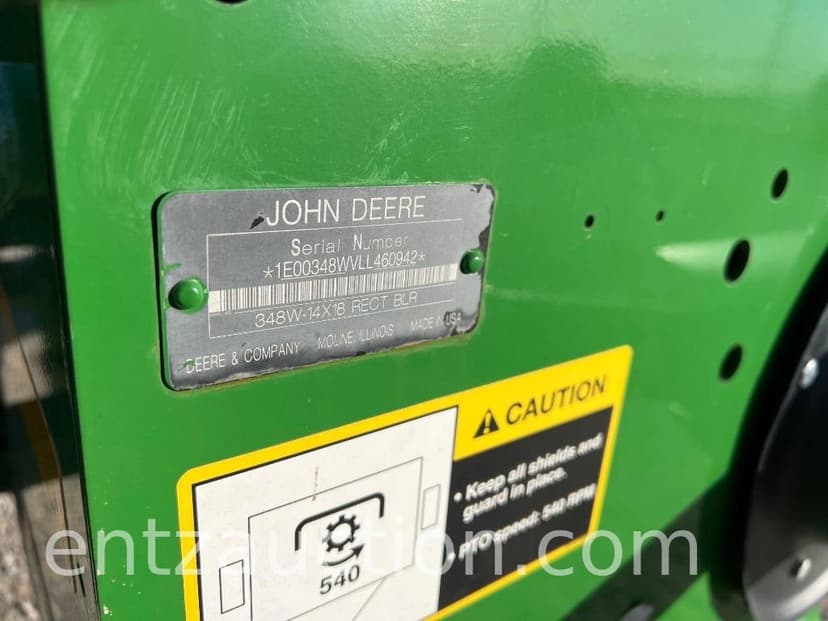 JOHN DEERE
Serial Number
*1E00348WVLL460942*
348W-14X18 RECT BLR
DEERE & COMPANY MOLINE, ILLINOIS MADE IN USA
CAUTION
• Keep all shields and
guard in place.
• PTO speed: 540 RPM
540
entzauction.com